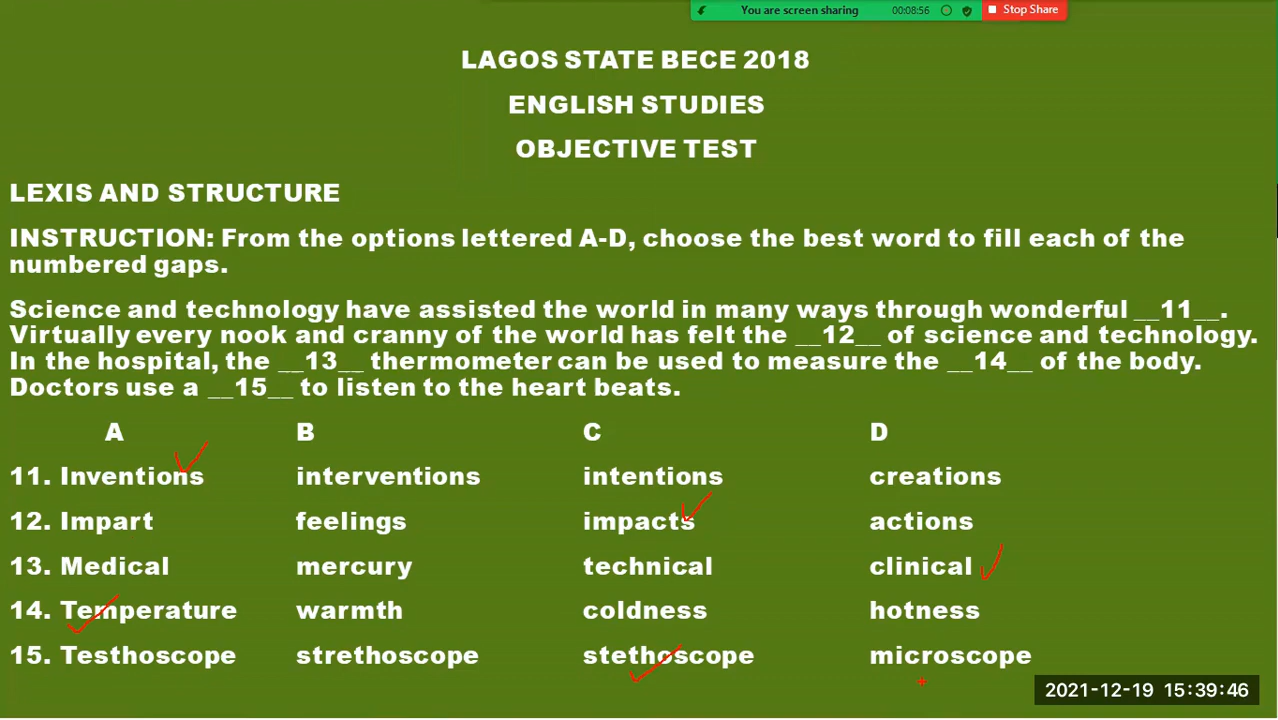 You are screen sharing 00:08:56 Stop Share
LAGOS STATE BECE 2018
ENGLISH STUDIES
OBJECTIVE TEST
LEXIS AND STRUCTURE
INSTRUCTION: From the options lettered A-D, choose the best word to fill each of the
numbered gaps.
Science and technology have assisted the world in many ways through wonderful __11__.
Virtually every nook and cranny of the world has felt the __12__ of science and technology.
In the hospital, the __13__ thermometer can be used to measure the __14__ of the body.
Doctors use a __15__ to listen to the heart beats.
A B C D
11. Inventions interventions intentions creations
12. Impart feelings impacts actions
13. Medical mercury technical clinical
14. Temperature warmth coldness hotness
15. Testhoscope strethoscope stethoscope microscope
2021-12-19 15:39:46